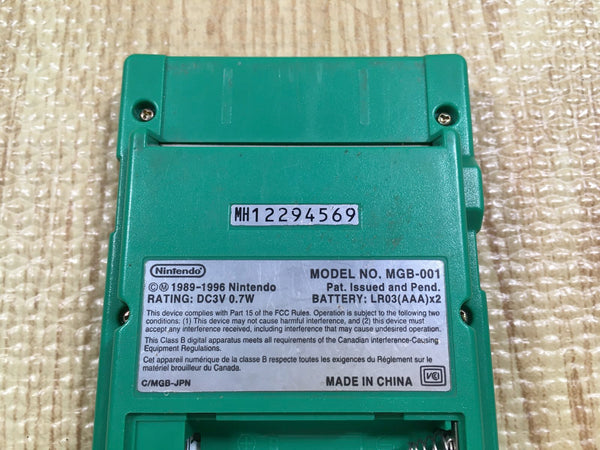 MH12294569
Nintendo
MODEL NO. MGB-001
©Ⓜ 1989-1996 Nintendo
Pat. Issued and Pend.
RATING: DC3V 0.7W
BATTERY: LR03(AAA)x2
This device complies with Part 15 of the FCC Rules. Operation is subject to the following two
conditions: (1) This device may not cause harmful interference, and (2) this device must
accept any interference received, including interference that may cause undesired operation.
This Class B digital apparatus meets all requirements of the Canadian Interference-Causing
Equipment Regulations.
Cet appareil numérique de la classe B respecte toutes les exigences du Réglement sur le
matériel brouilleur du Canada.
C/MGB-JPN
MADE IN CHINA